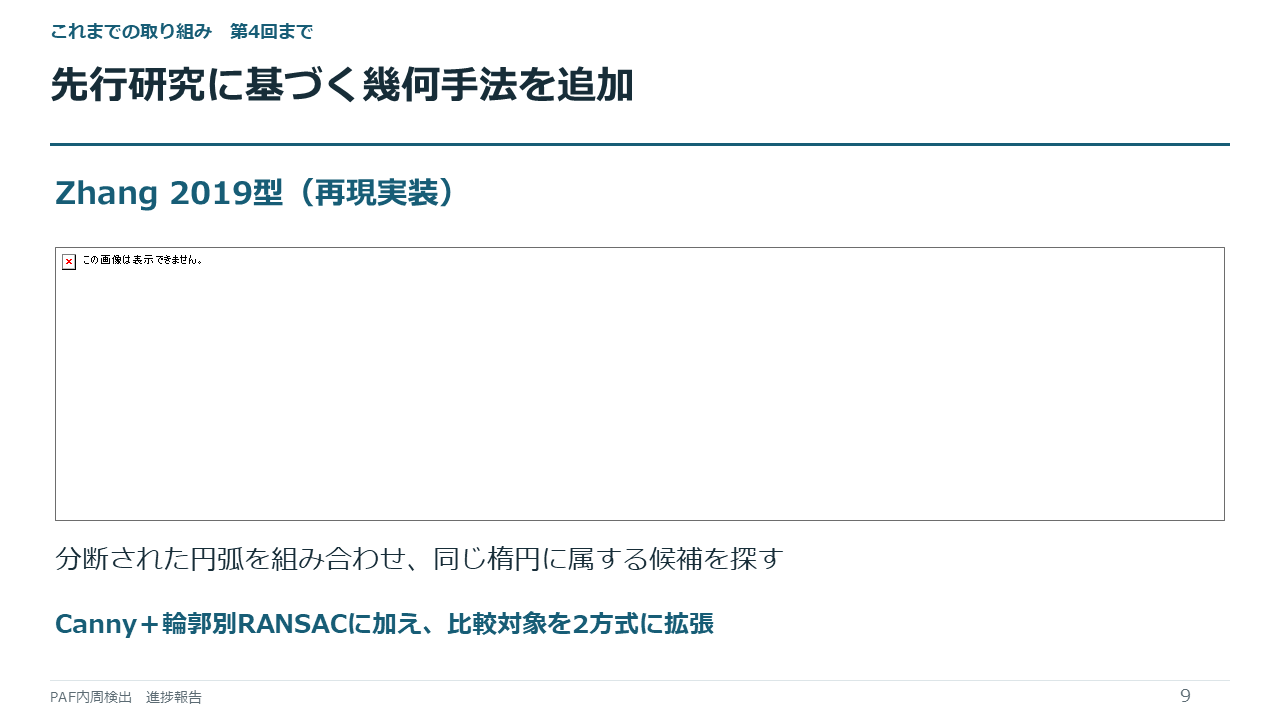 これまでの取り組み　第4回まで
先行研究に基づく幾何手法を追加
Zhang 2019型（再現実装）
この画像は表示できません。
分断された円弧を組み合わせ、同じ楕円に属する候補を探す
Canny＋輪郭別RANSACに加え、比較対象を2方式に拡張
PAF内周検出　進捗報告
9